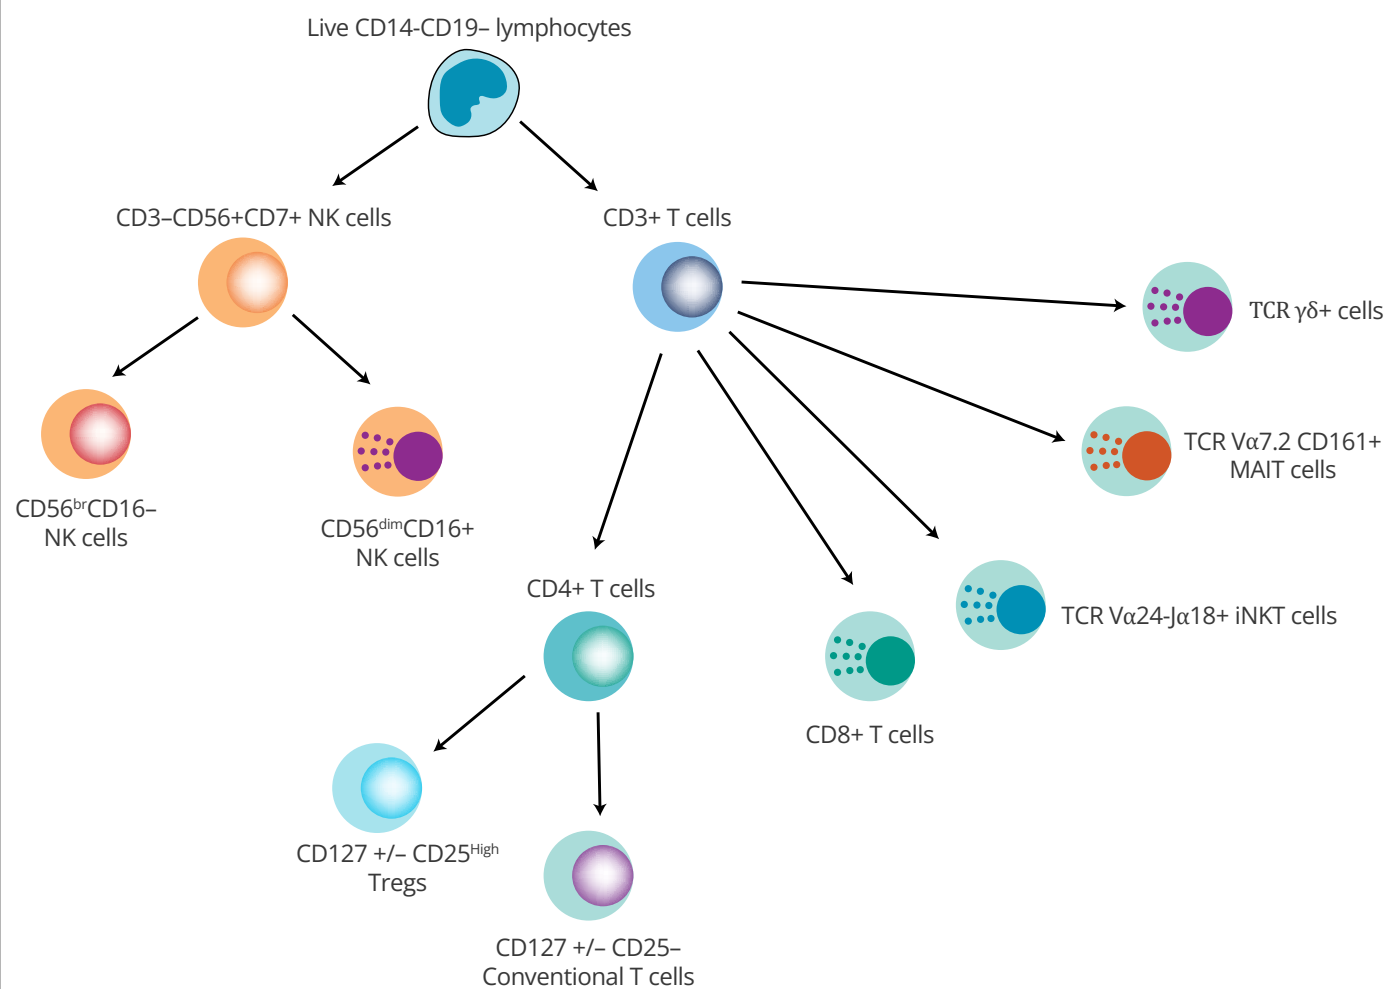 Live CD14-CD19– lymphocytes
CD3–CD56+CD7+ NK cells
CD3+ T cells
TCR γδ+ cells
TCR Vα7.2 CD161+
MAIT cells
CD56brCD16–
NK cells
CD56dimCD16+
NK cells
CD4+ T cells
TCR Vα24-Jα18+ iNKT cells
CD8+ T cells
CD127 +/– CD25High
Tregs
CD127 +/– CD25–
Conventional T cells